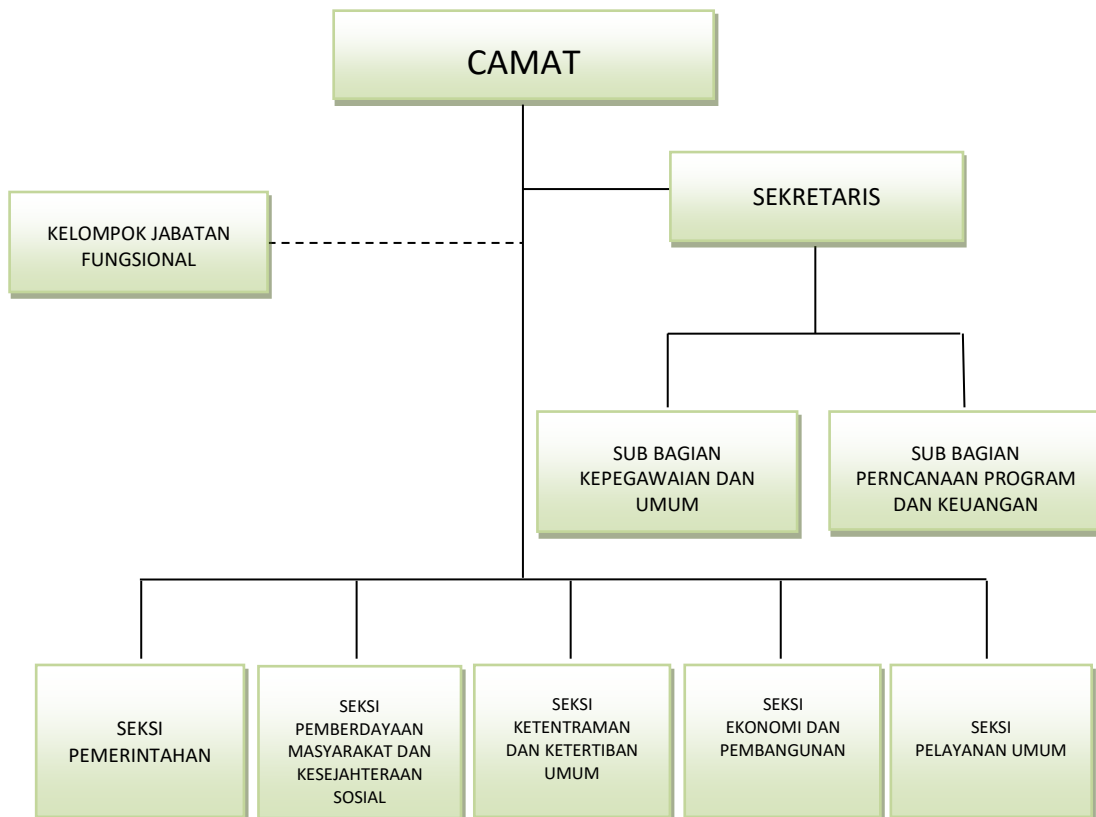 CAMAT
SEKRETARIS
KELOMPOK JABATAN
FUNGSIONAL
SUB BAGIAN
KEPEGAWAIAN DAN
UMUM
SUB BAGIAN
PERNCANAAN PROGRAM
DAN KEUANGAN
SEKSI
PEMERINTAHAN
SEKSI
PEMBERDAYAAN
MASYARAKAT DAN
KESEJAHTERAAN
SOSIAL
SEKSI
KETENTRAMAN
DAN KETERTIBAN
UMUM
SEKSI
EKONOMI DAN
PEMBANGUNAN
SEKSI
PELAYANAN UMUM